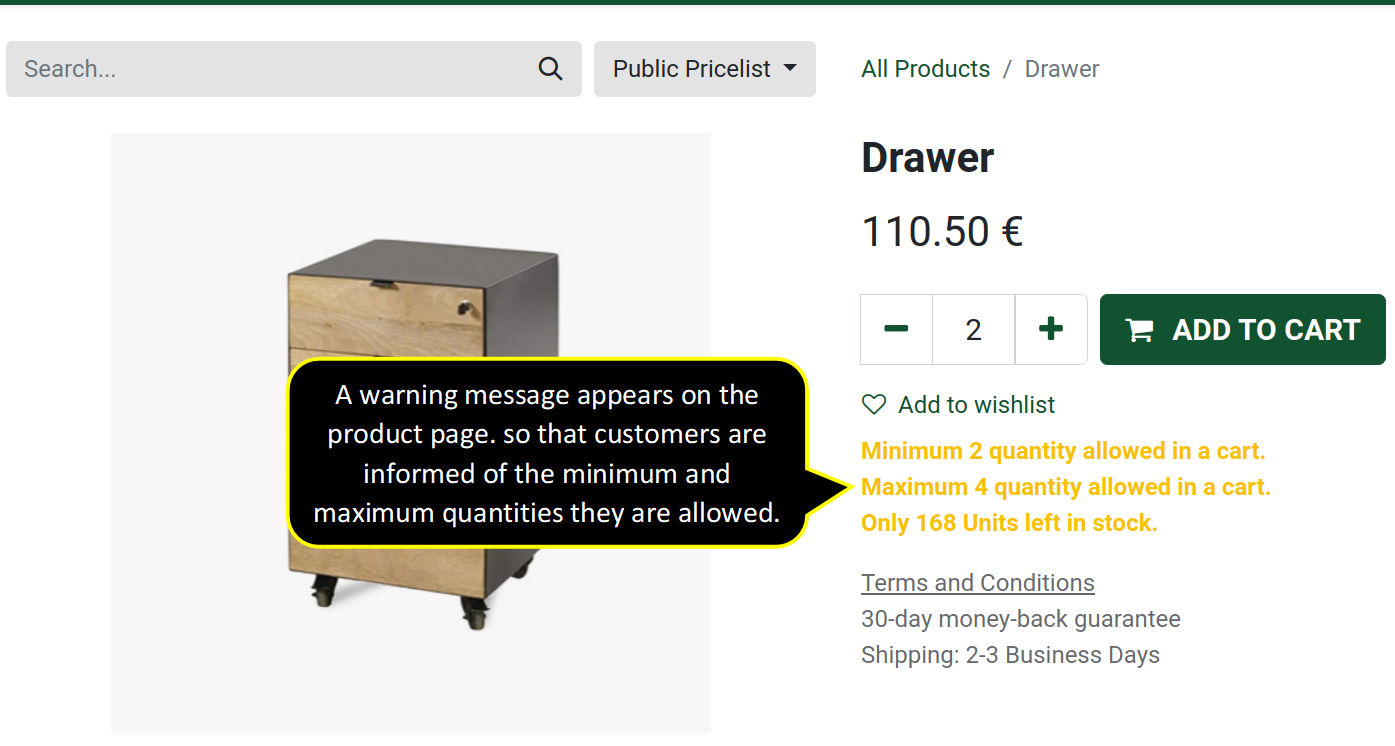 Search...
Public Pricelist
All Products / Drawer
Drawer
110.50 €
2
ADD TO CART
Add to wishlist
A warning message appears on the
product page. so that customers are
informed of the minimum and
maximum quantities they are allowed.
Minimum 2 quantity allowed in a cart.
Maximum 4 quantity allowed in a cart.
Only 168 Units left in stock.
Terms and Conditions
30-day money-back guarantee
Shipping: 2-3 Business Days